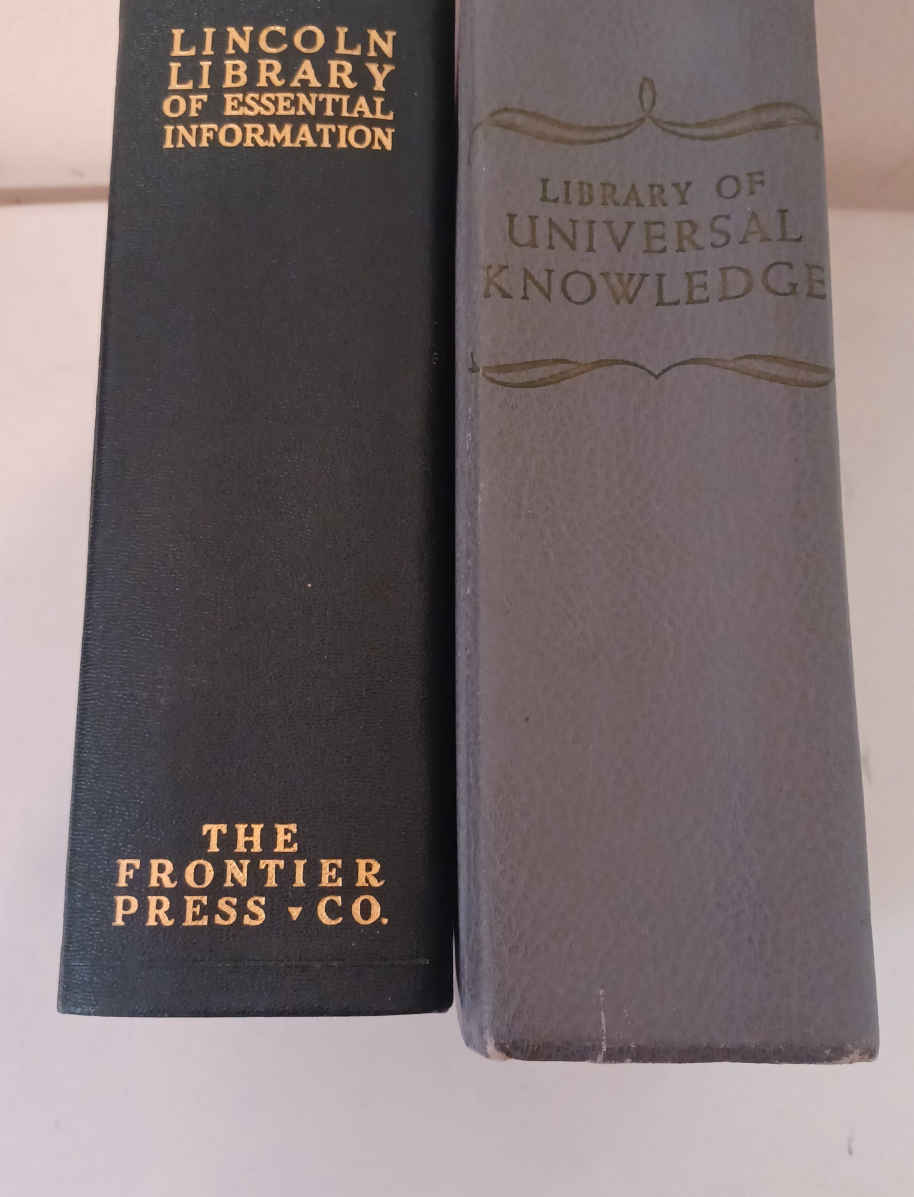 LINCOLN
LIBRARY
OF ESSENTIAL
INFORMATION
THE
FRONTIER
PRESS ▾ CO.
LIBRARY OF
UNIVERSAL
KNOWLEDGE